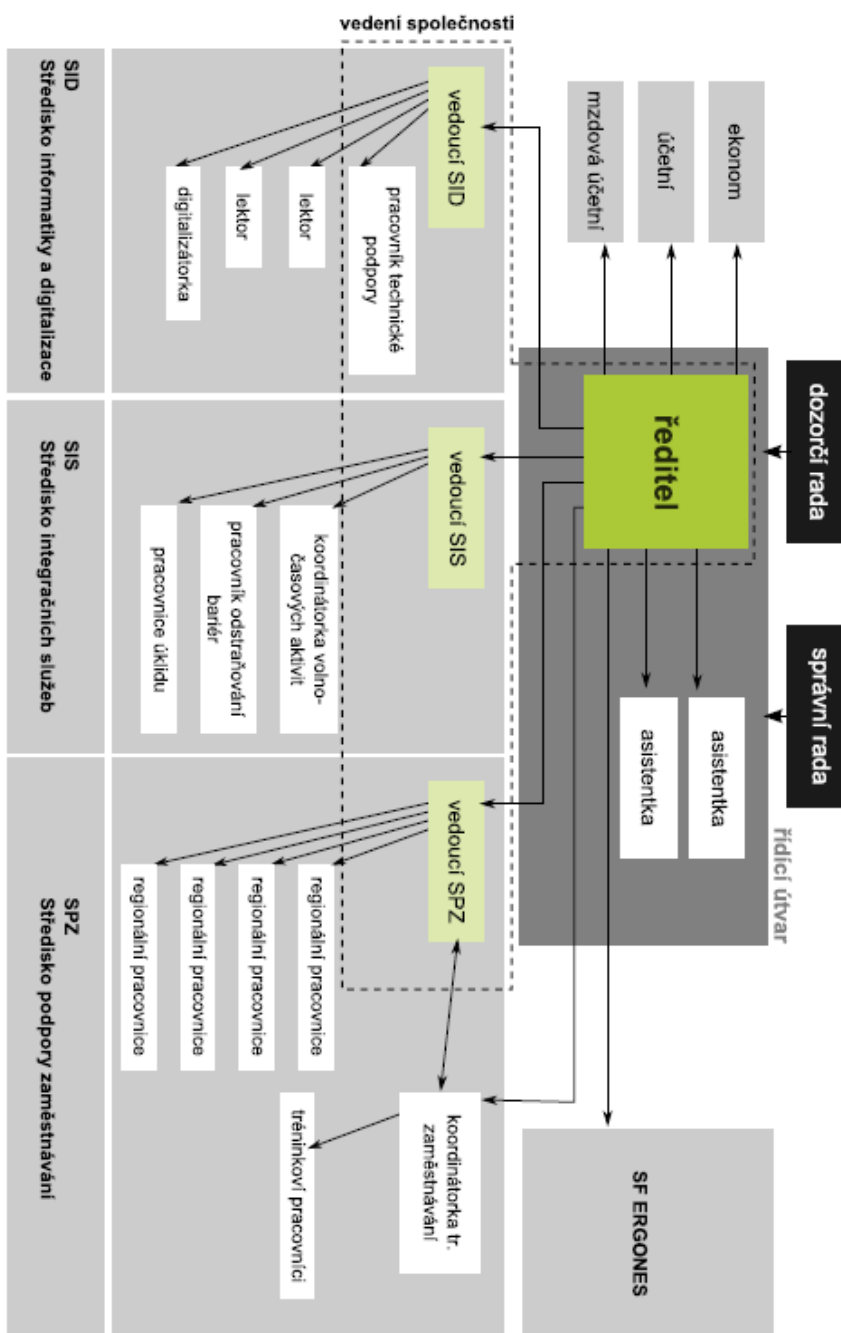 dozorčí rada
správní rada
ekonom
účetní
mzdová účetní
ředitel
asistentka
asistentka
řídící útvar
SF ERGONES
vedení společnosti
vedoucí SID
pracovník technické
podpory
lektor
lektor
digitalizátorka
vedoucí SIS
koordinátorka volno-
časových aktivit
pracovník odstraňování
bariér
pracovnice úklidu
vedoucí SPZ
regionální pracovnice
regionální pracovnice
regionální pracovnice
regionální pracovnice
koordinátorka tr.
zaměstnávání
tréninkoví pracovníci
SID
Středisko informatiky a digitalizace
SIS
Středisko integračních služeb
SPZ
Středisko podpory zaměstnávání